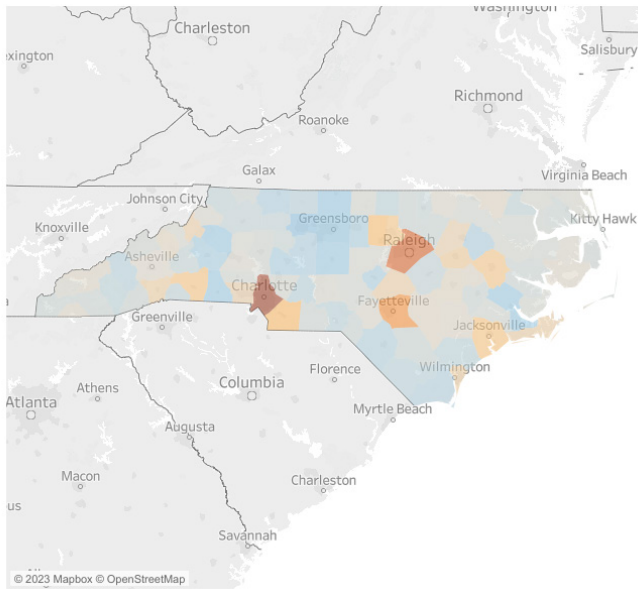 Washington
Charleston
Salisbury
exington
Richmond
Roanoke
Galax
Virginia Beach
Johnson City
Kitty Hawk
Knoxville
Greensboro
Raleigh
Asheville
Charlotte
Fayetteville
Greenville
Jacksonville
Wilmington
Florence
Athens
Columbia
Atlanta
Myrtle Beach
Augusta
Macon
Charleston
us
Savannah
© 2023 Mapbox © OpenStreetMap